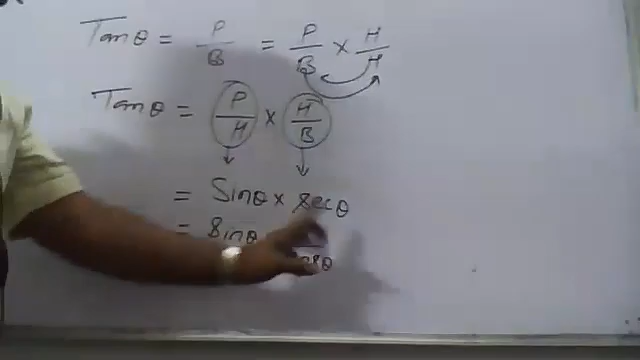 Tanθ = P/B = P/B × H/H
Tanθ = P/H × H/B
= Sinθ × Secθ
= Sinθ